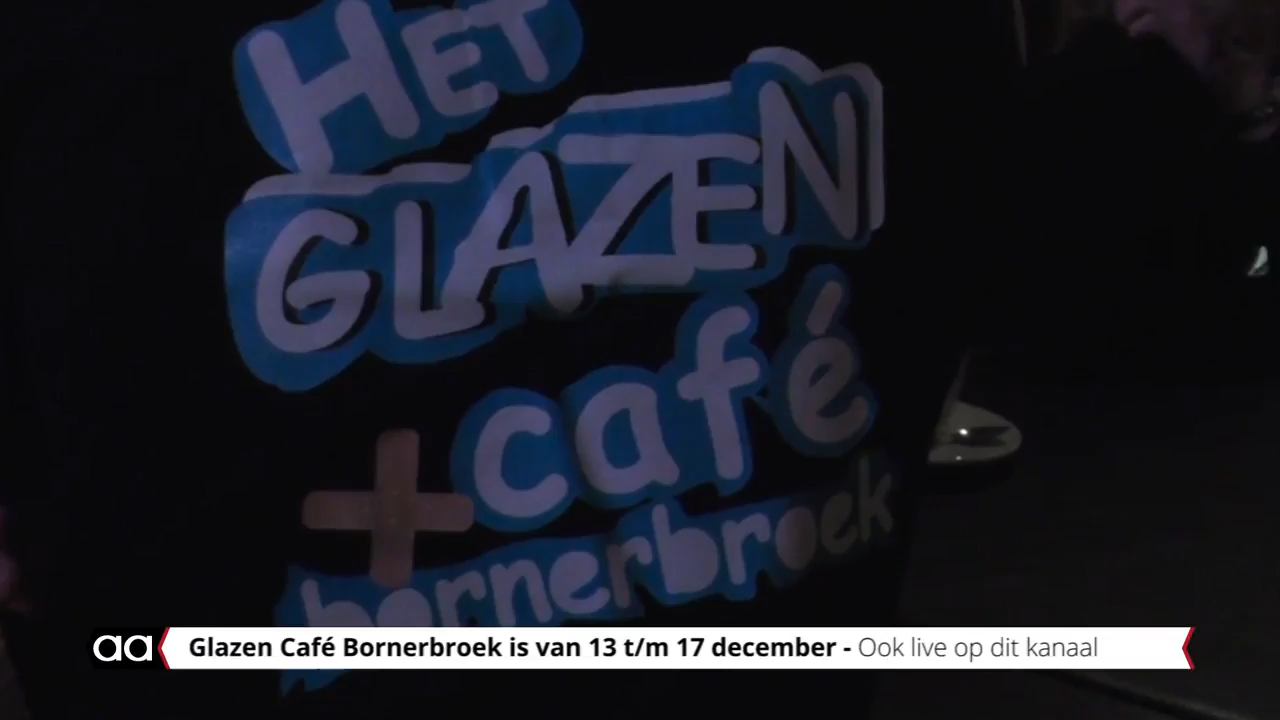 HET
GLAZEN
café
bornerbroek
aa Glazen Café Bornerbroek is van 13 t/m 17 december - Ook live op dit kanaal